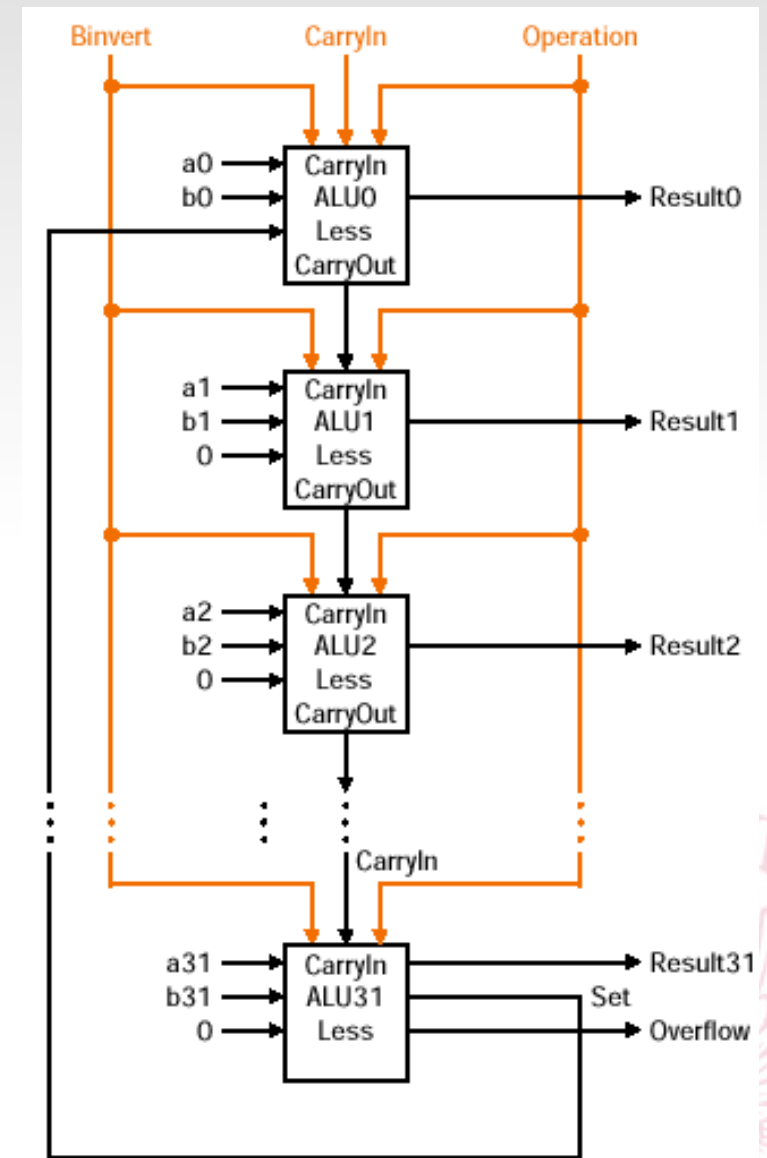 Binvert CarryIn Operation
a0 CarryIn
b0 ALU0 Result0
Less
CarryOut
a1 CarryIn
b1 ALU1 Result1
0 Less
CarryOut
a2 CarryIn
b2 ALU2 Result2
0 Less
CarryOut
CarryIn
a31 CarryIn Result31
b31 ALU31 Set
0 Less Overflow